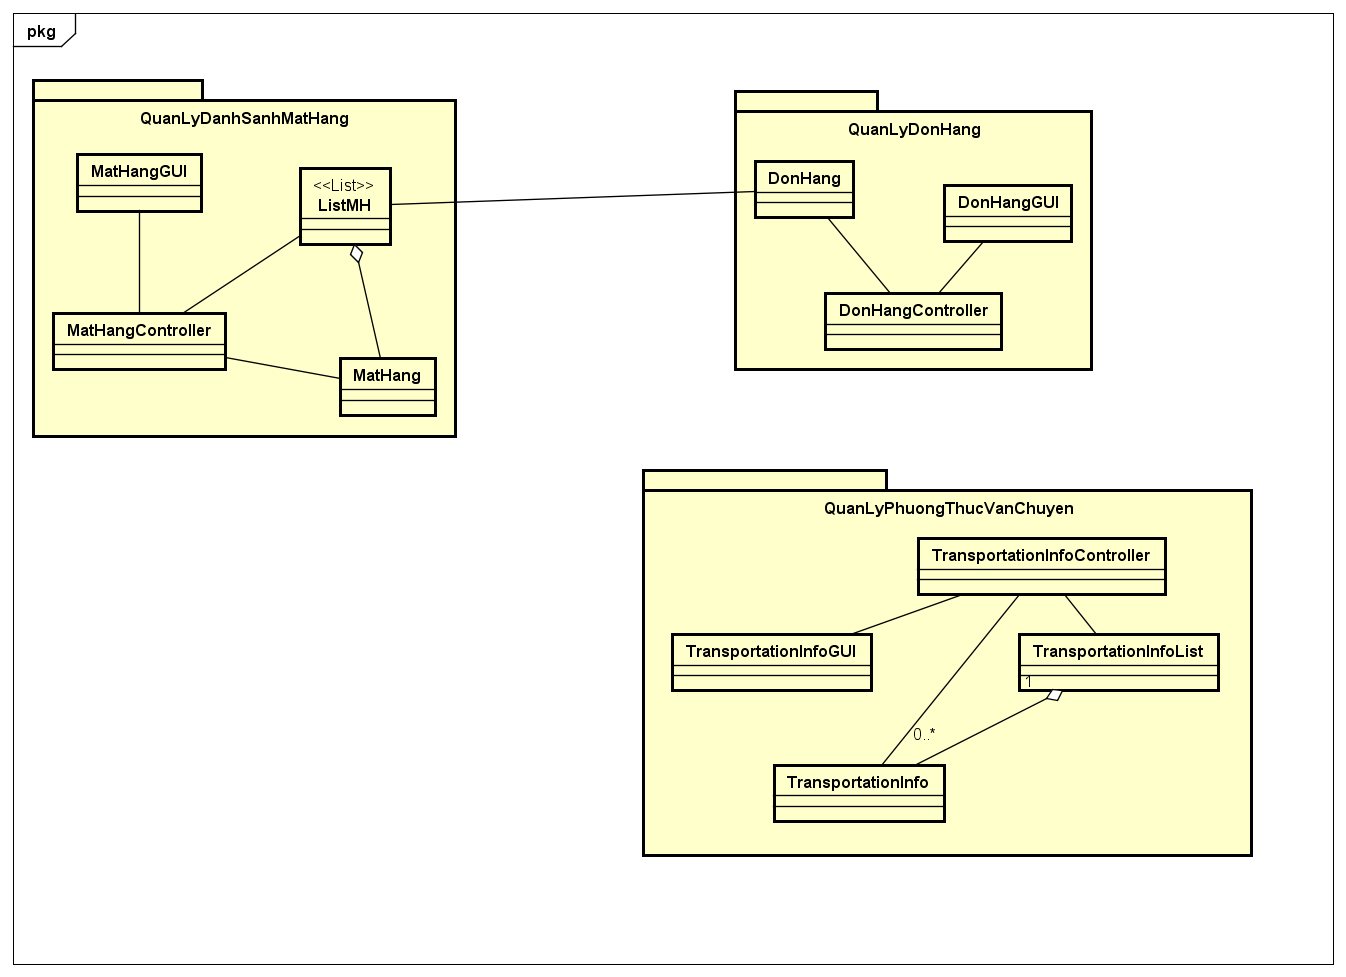 pkg
QuanLyDanhSanhMatHang
MatHangGUI
<<List>>
ListMH
MatHangController
MatHang
QuanLyDonHang
DonHang
DonHangGUI
DonHangController
QuanLyPhuongThucVanChuyen
TransportationInfoController
TransportationInfoGUI
TransportationInfoList
1
0..*
TransportationInfo